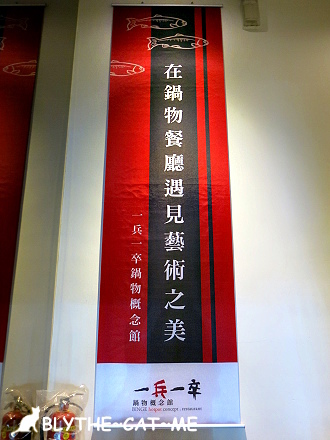 在鍋物餐廳遇見藝術之美
一兵一卒鍋物概念館
一兵一卒
鍋物概念館
BINGE hotpot concept . restaurant
BLYTHE-CAT-ME